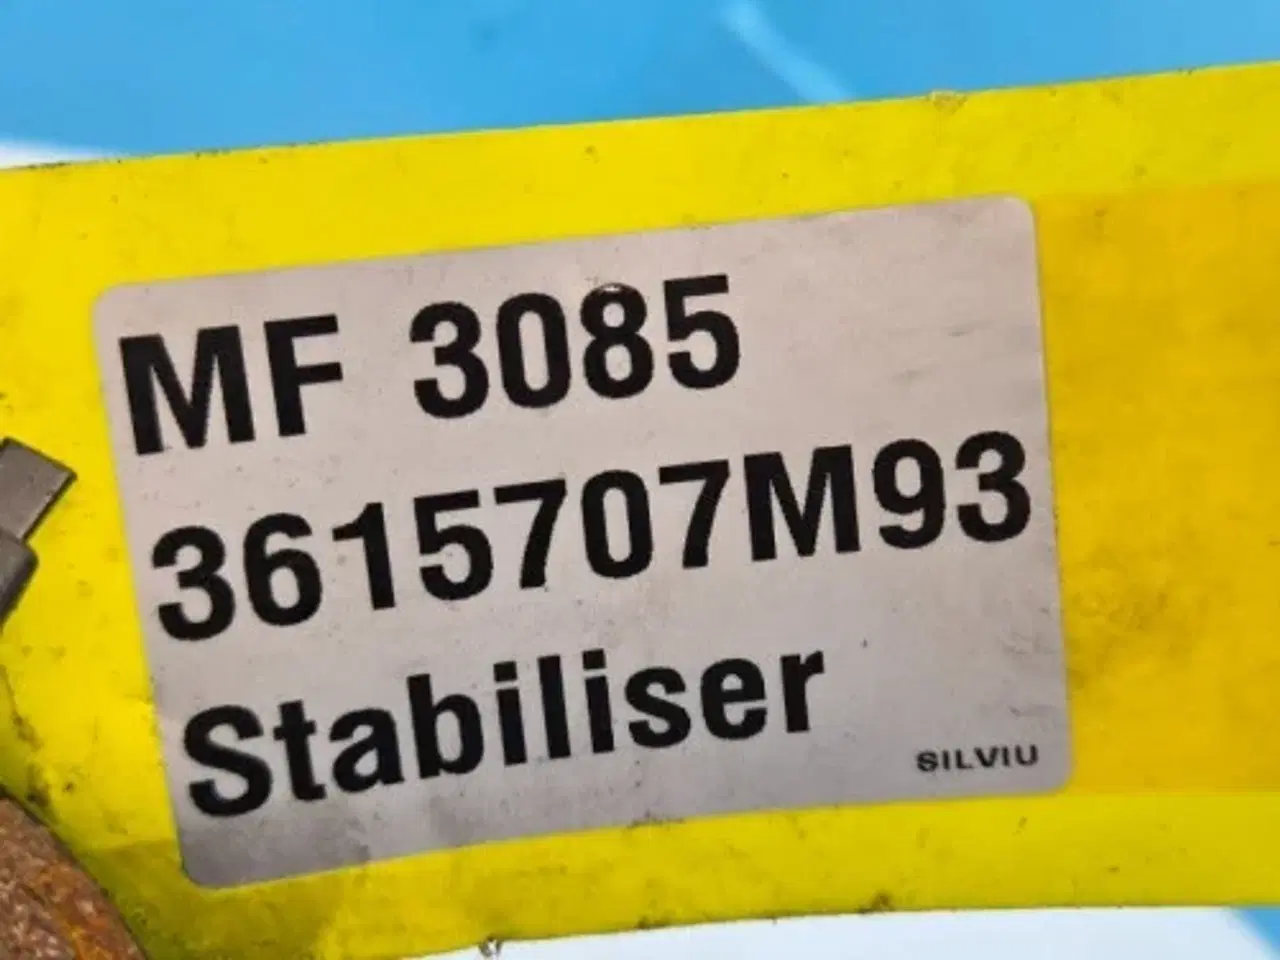 MF 3085
3615707M93
Stabiliser
SILVIU